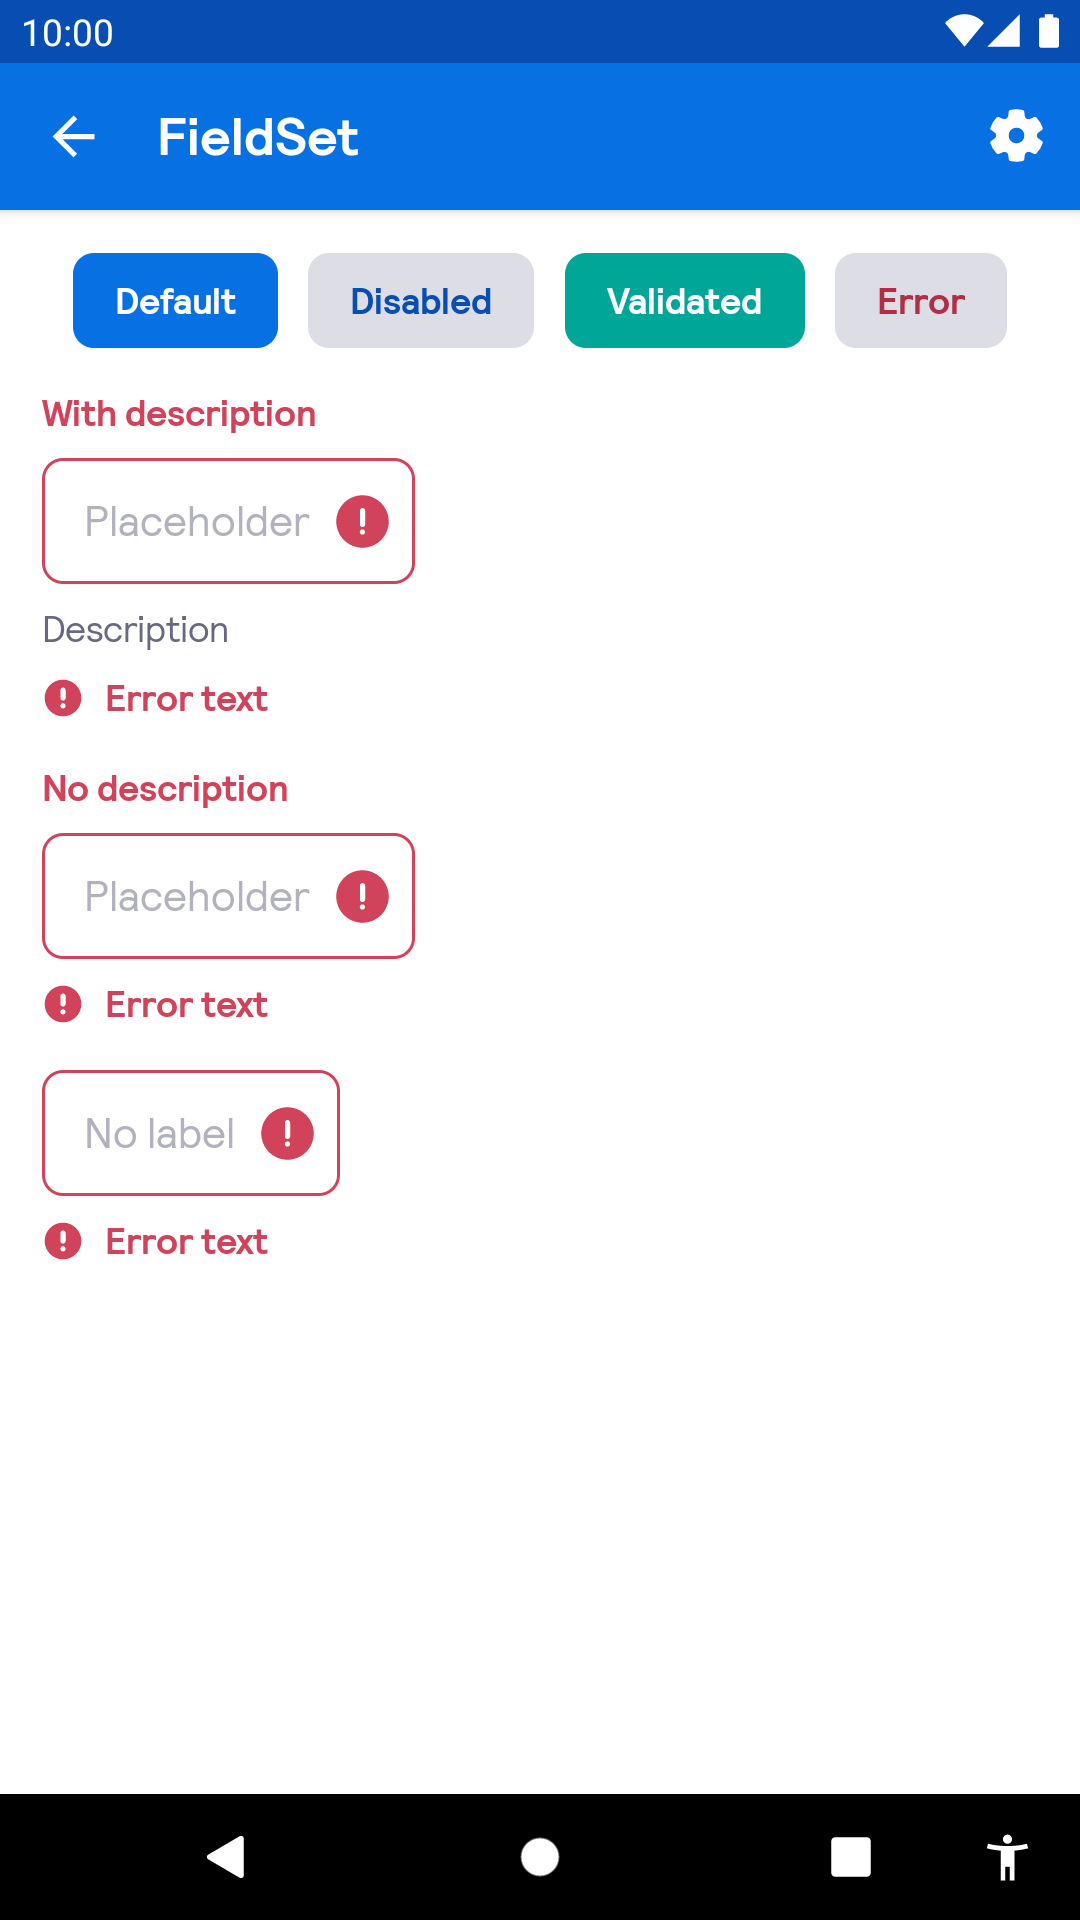 10:00
FieldSet
Default Disabled Validated Error
With description
Placeholder
Description
Error text
No description
Placeholder
Error text
No label
Error text